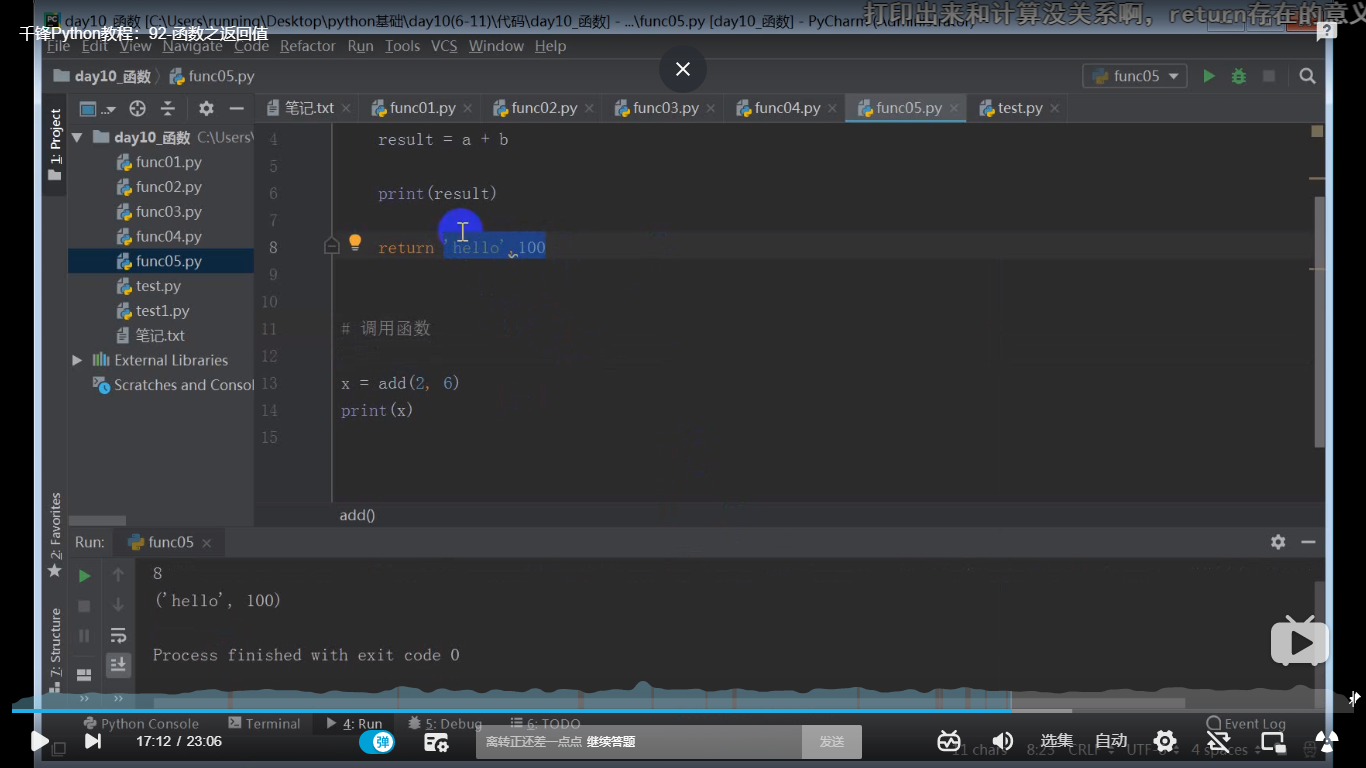 day10_函数 [C:\Users\running\Desktop\python基础\day10(6-11)\代码\day10_函数] - ...\func05.py [day10_函数] - PyCharm
打印出来和计算没关系啊，return存在的意义
千锋Python教程：92-函数之返回值
File Edit View Navigate Code Refactor Run Tools VCS Window Help
day10_函数 func05.py
func05
1: Project
笔记.txt func01.py func02.py func03.py func04.py func05.py test.py
day10_函数 C:\Users\
func01.py
func02.py
func03.py
func04.py
func05.py
test.py
test1.py
笔记.txt
External Libraries
Scratches and Consol
4 result = a + b
5
6 print(result)
7
8 return 'hello',100
9
10
11 # 调用函数
12
13 x = add(2, 6)
14 print(x)
15
add()
2: Favorites
7: Structure
Run: func05
8
('hello', 100)
Process finished with exit code 0
Python Console Terminal 4: Run 5: Debug 6: TODO Event Log
17:12 / 23:06
弹
离转正还差一点点 继续答题
发送
选集 自动
11 chars 8:23 CRLF UTF-8 4 spaces